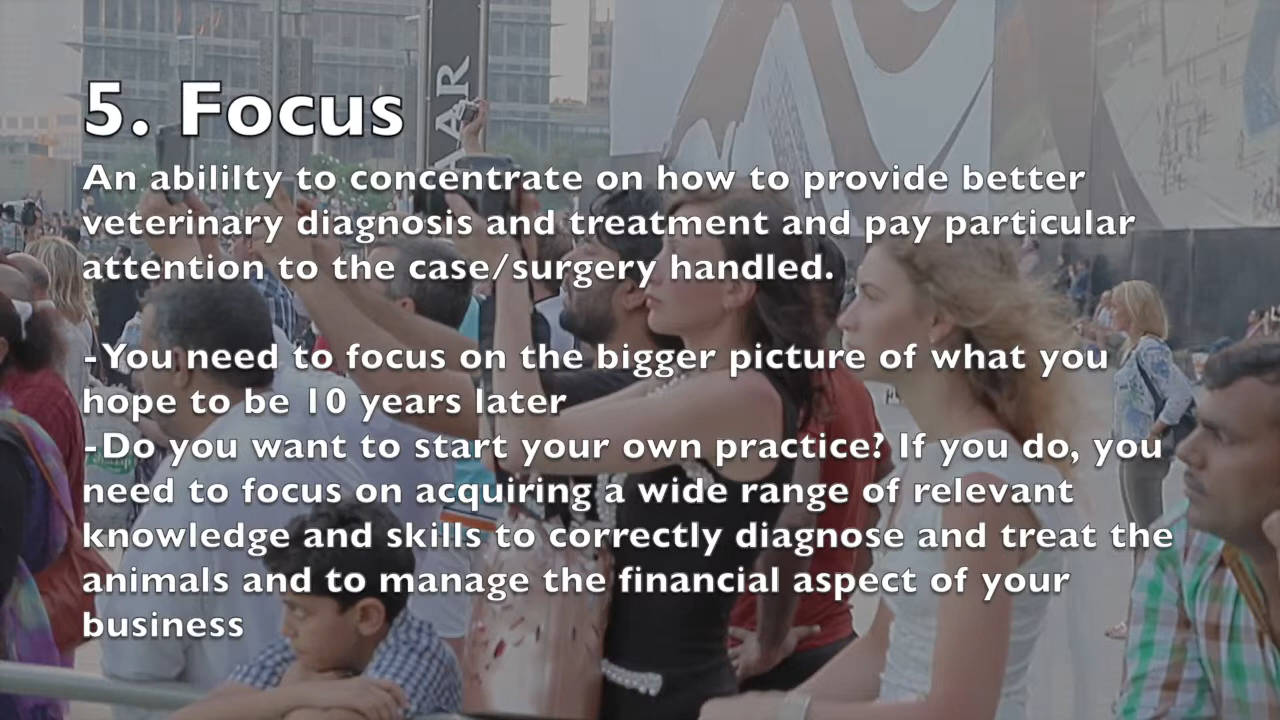 5. Focus
An abililty to concentrate on how to provide better
veterinary diagnosis and treatment and pay particular
attention to the case/surgery handled.
-You need to focus on the bigger picture of what you
hope to be 10 years later
-Do you want to start your own practice? If you do, you
need to focus on acquiring a wide range of relevant
knowledge and skills to correctly diagnose and treat the
animals and to manage the financial aspect of your
business